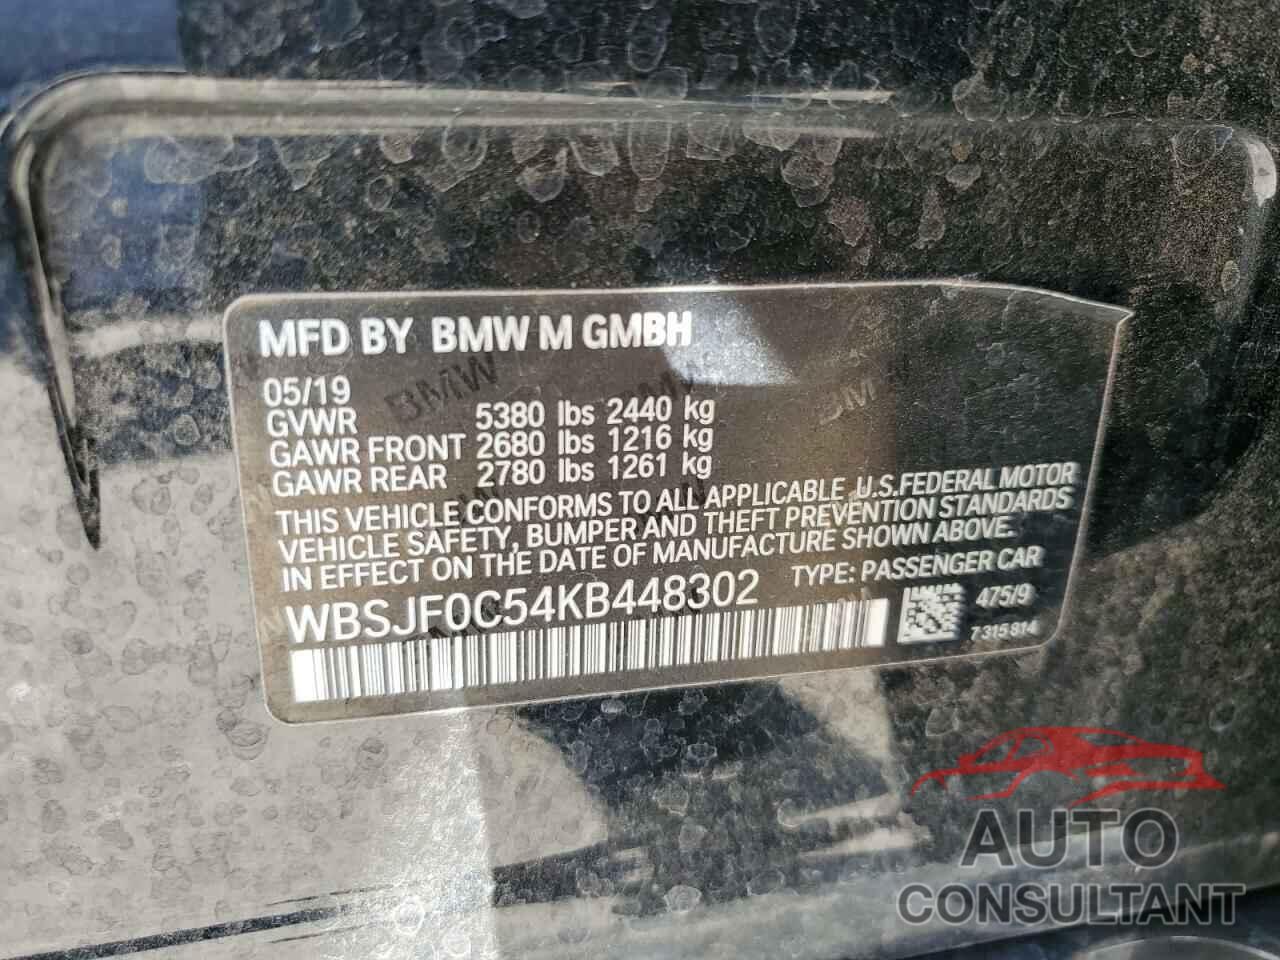 MFD BY BMW M GMBH
05/19
GVWR 5380 lbs 2440 kg
GAWR FRONT 2680 lbs 1216 kg
GAWR REAR 2780 lbs 1261 kg
THIS VEHICLE CONFORMS TO ALL APPLICABLE U.S.FEDERAL MOTOR
VEHICLE SAFETY, BUMPER AND THEFT PREVENTION STANDARDS
IN EFFECT ON THE DATE OF MANUFACTURE SHOWN ABOVE.
WBSJF0C54KB448302 TYPE: PASSENGER CAR
475/9
7315814
AUTO
CONSULTANT